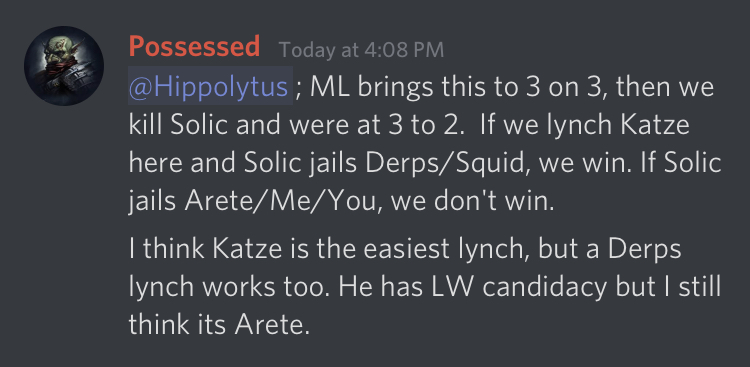 Possessed Today at 4:08 PM
@Hippolytus ; ML brings this to 3 on 3, then we
kill Solic and were at 3 to 2. If we lynch Katze
here and Solic jails Derps/Squid, we win. If Solic
jails Arete/Me/You, we don't win.
I think Katze is the easiest lynch, but a Derps
lynch works too. He has LW candidacy but I still
think its Arete.